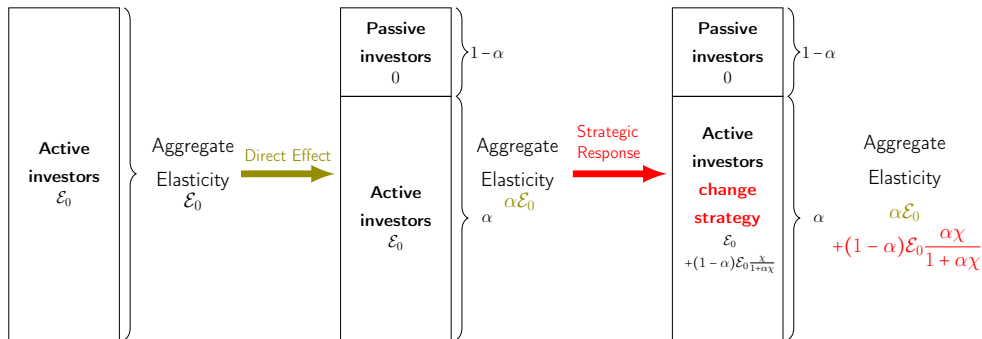 Active
investors
ℰ₀
Aggregate
Elasticity
ℰ₀
Direct Effect
Passive
investors
0
1 − α
Active
investors
ℰ₀
α
Aggregate
Elasticity
αℰ₀
Strategic
Response
Passive
investors
0
1 − α
Active
investors
change
strategy
ℰ₀
+(1 − α)ℰ₀ χ/(1+αχ)
α
Aggregate
Elasticity
αℰ₀
+(1 − α)ℰ₀ αχ/(1 + αχ)